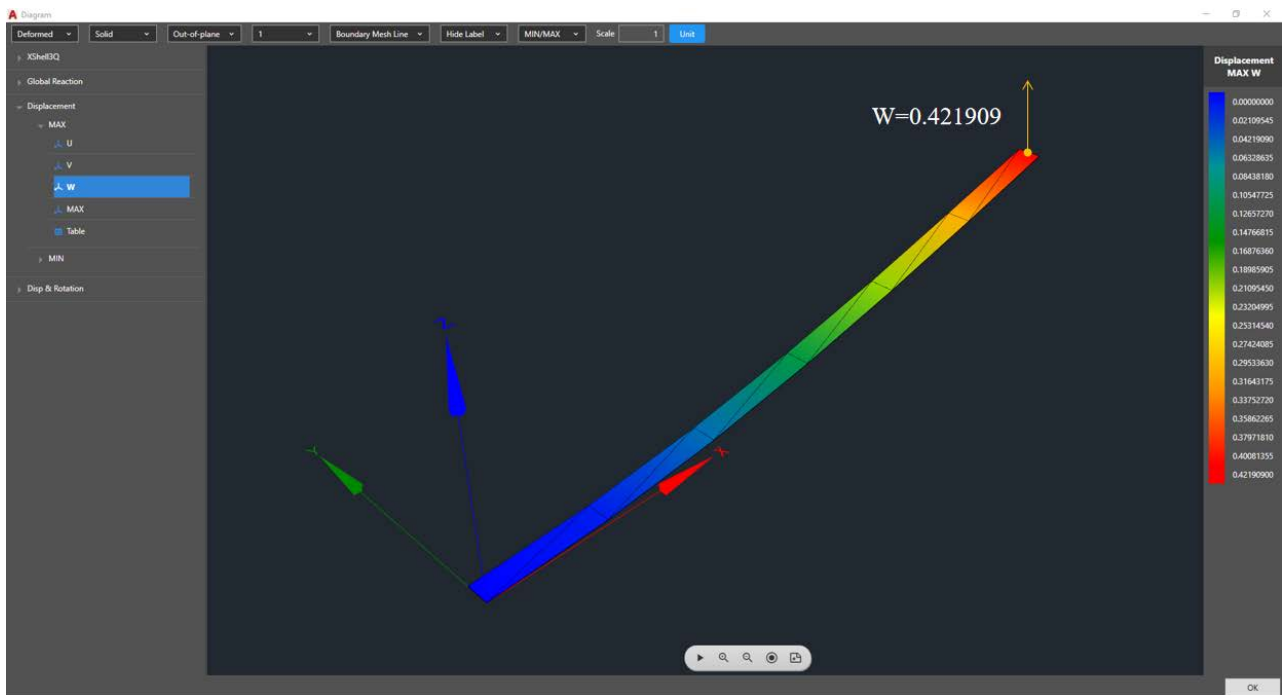 Diagram
Deformed Solid Out-of-plane 1 Boundary Mesh Line Hide Label MIN/MAX Scale 1 Unit
XShell3Q
Global Reaction
Displacement
MAX
U
V
W
MAX
Table
MIN
Disp & Rotation
W=0.421909
Z
Y
X
Displacement
MAX W
0.00000000
0.02109545
0.04219090
0.06328635
0.08438180
0.10547725
0.12657270
0.14766815
0.16876360
0.18985905
0.21095450
0.23204995
0.25314540
0.27424085
0.29533630
0.31643175
0.33752720
0.35862265
0.37971810
0.40081355
0.42190900
OK